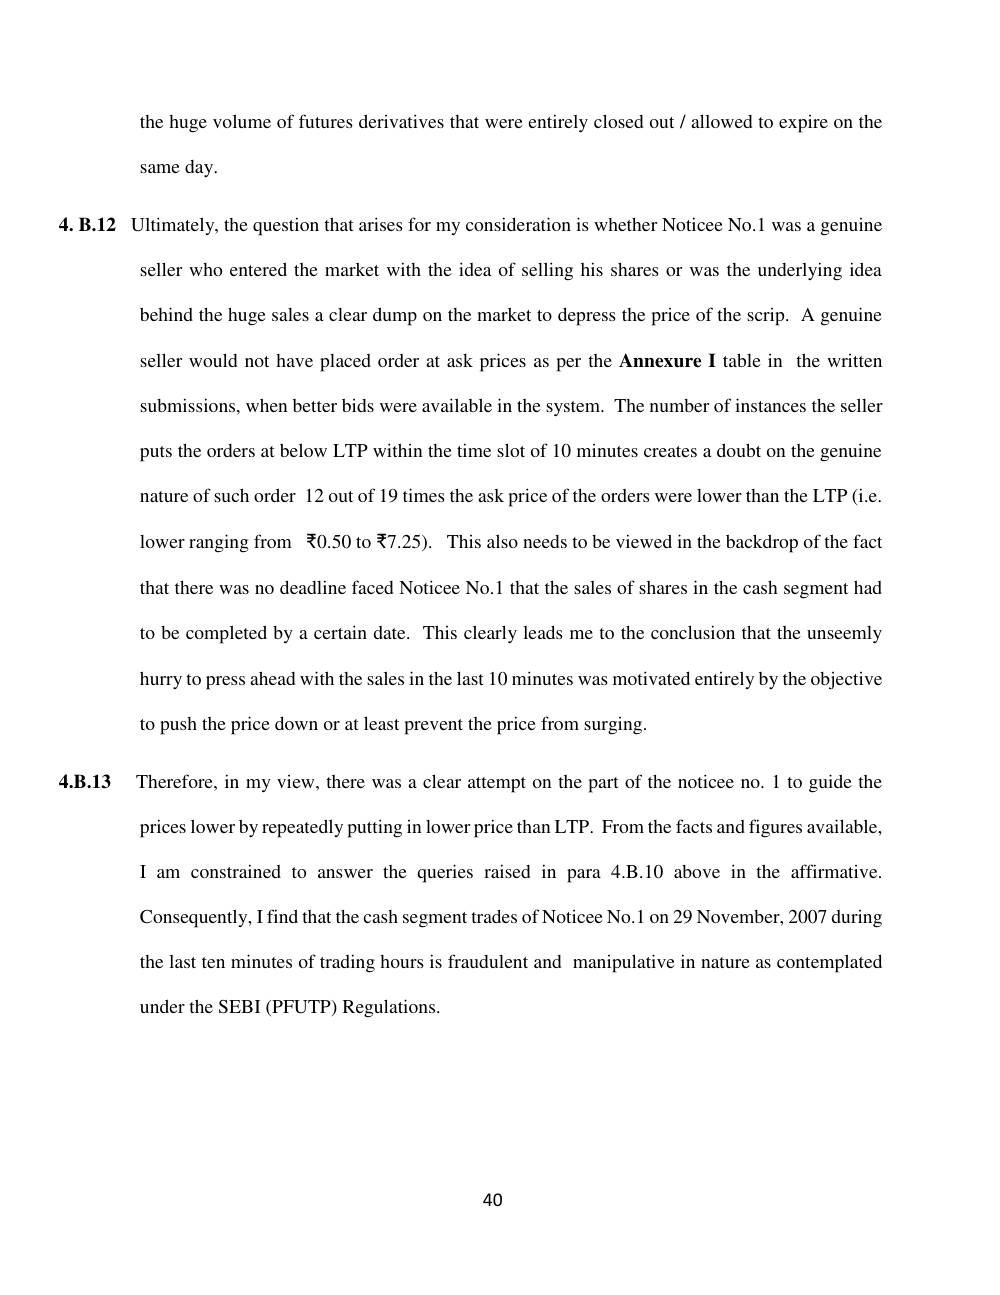 the huge volume of futures derivatives that were entirely closed out / allowed to expire on the
same day.
4. B.12 Ultimately, the question that arises for my consideration is whether Noticee No.1 was a genuine
seller who entered the market with the idea of selling his shares or was the underlying idea
behind the huge sales a clear dump on the market to depress the price of the scrip. A genuine
seller would not have placed order at ask prices as per the Annexure I table in the written
submissions, when better bids were available in the system. The number of instances the seller
puts the orders at below LTP within the time slot of 10 minutes creates a doubt on the genuine
nature of such order 12 out of 19 times the ask price of the orders were lower than the LTP (i.e.
lower ranging from ₹0.50 to ₹7.25). This also needs to be viewed in the backdrop of the fact
that there was no deadline faced Noticee No.1 that the sales of shares in the cash segment had
to be completed by a certain date. This clearly leads me to the conclusion that the unseemly
hurry to press ahead with the sales in the last 10 minutes was motivated entirely by the objective
to push the price down or at least prevent the price from surging.
4.B.13 Therefore, in my view, there was a clear attempt on the part of the noticee no. 1 to guide the
prices lower by repeatedly putting in lower price than LTP. From the facts and figures available,
I am constrained to answer the queries raised in para 4.B.10 above in the affirmative.
Consequently, I find that the cash segment trades of Noticee No.1 on 29 November, 2007 during
the last ten minutes of trading hours is fraudulent and manipulative in nature as contemplated
under the SEBI (PFUTP) Regulations.
40